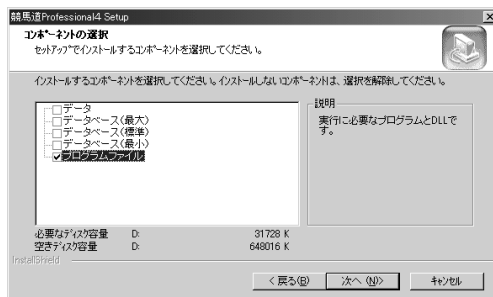 競馬道Professional4 Setup
コンポーネントの選択
セットアップでインストールするコンポーネントを選択してください。
インストールするコンポーネントを選択してください。インストールしないコンポーネントは、選択を解除してください。
データ
データベース(最大)
データベース(標準)
データベース(最小)
プログラムファイル
説明
実行に必要なプログラムとDLLで
す。
必要なディスク容量 D: 31728 K
空きディスク容量 D: 648016 K
InstallShield
< 戻る(B) 次へ (N)> キャンセル